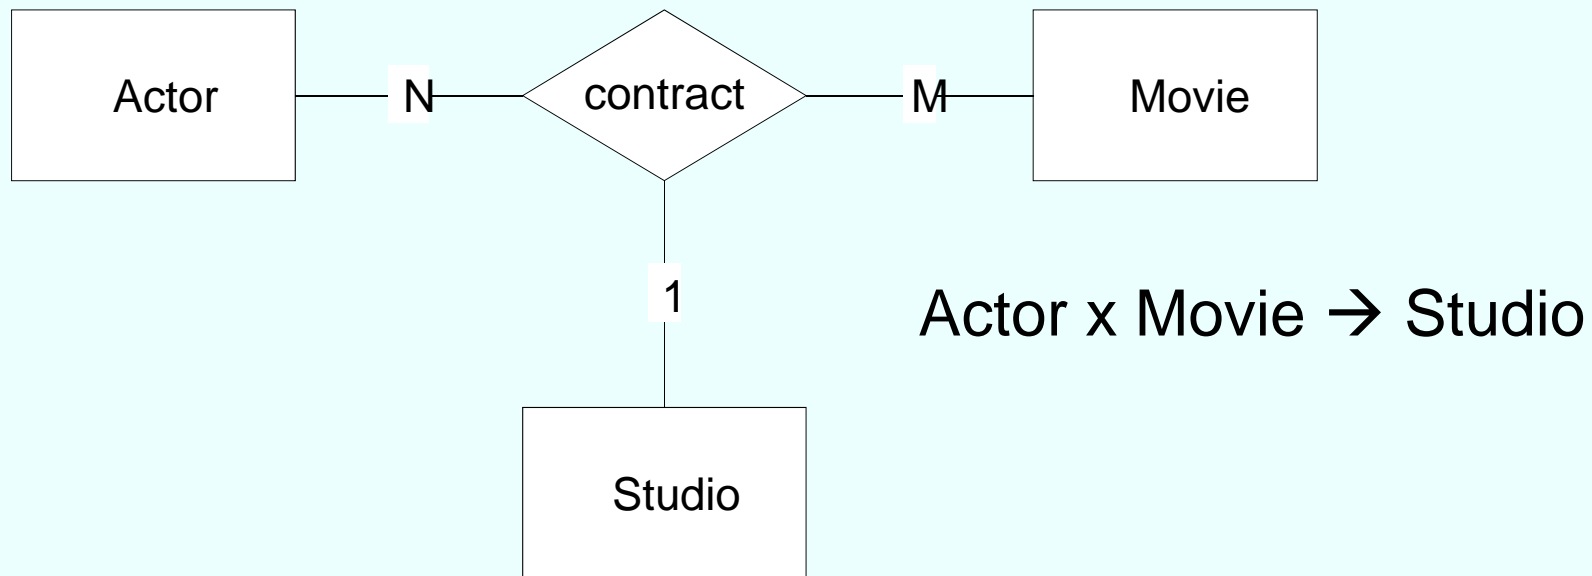 Actor
N
contract
M
Movie
1
Actor x Movie → Studio
Studio